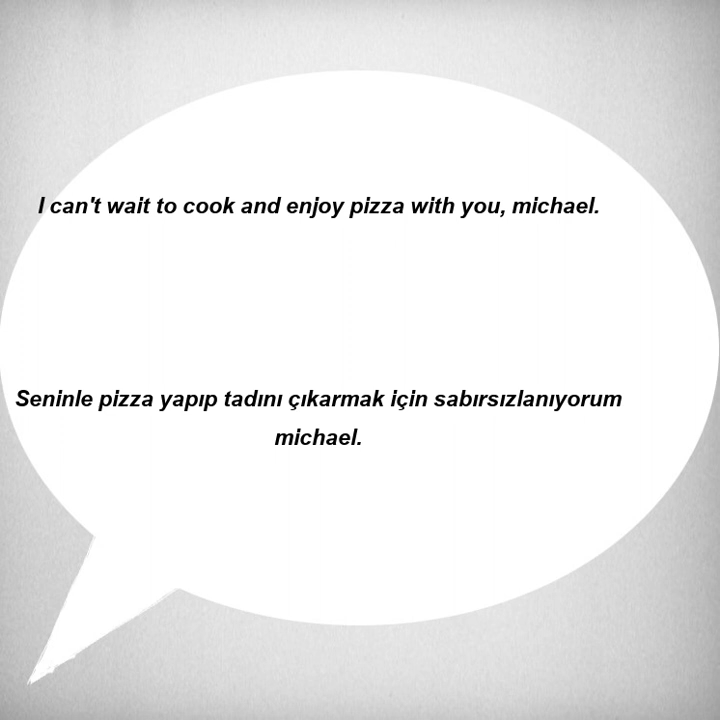 I can't wait to cook and enjoy pizza with you, michael.
Seninle pizza yapıp tadını çıkarmak için sabırsızlanıyorum
michael.